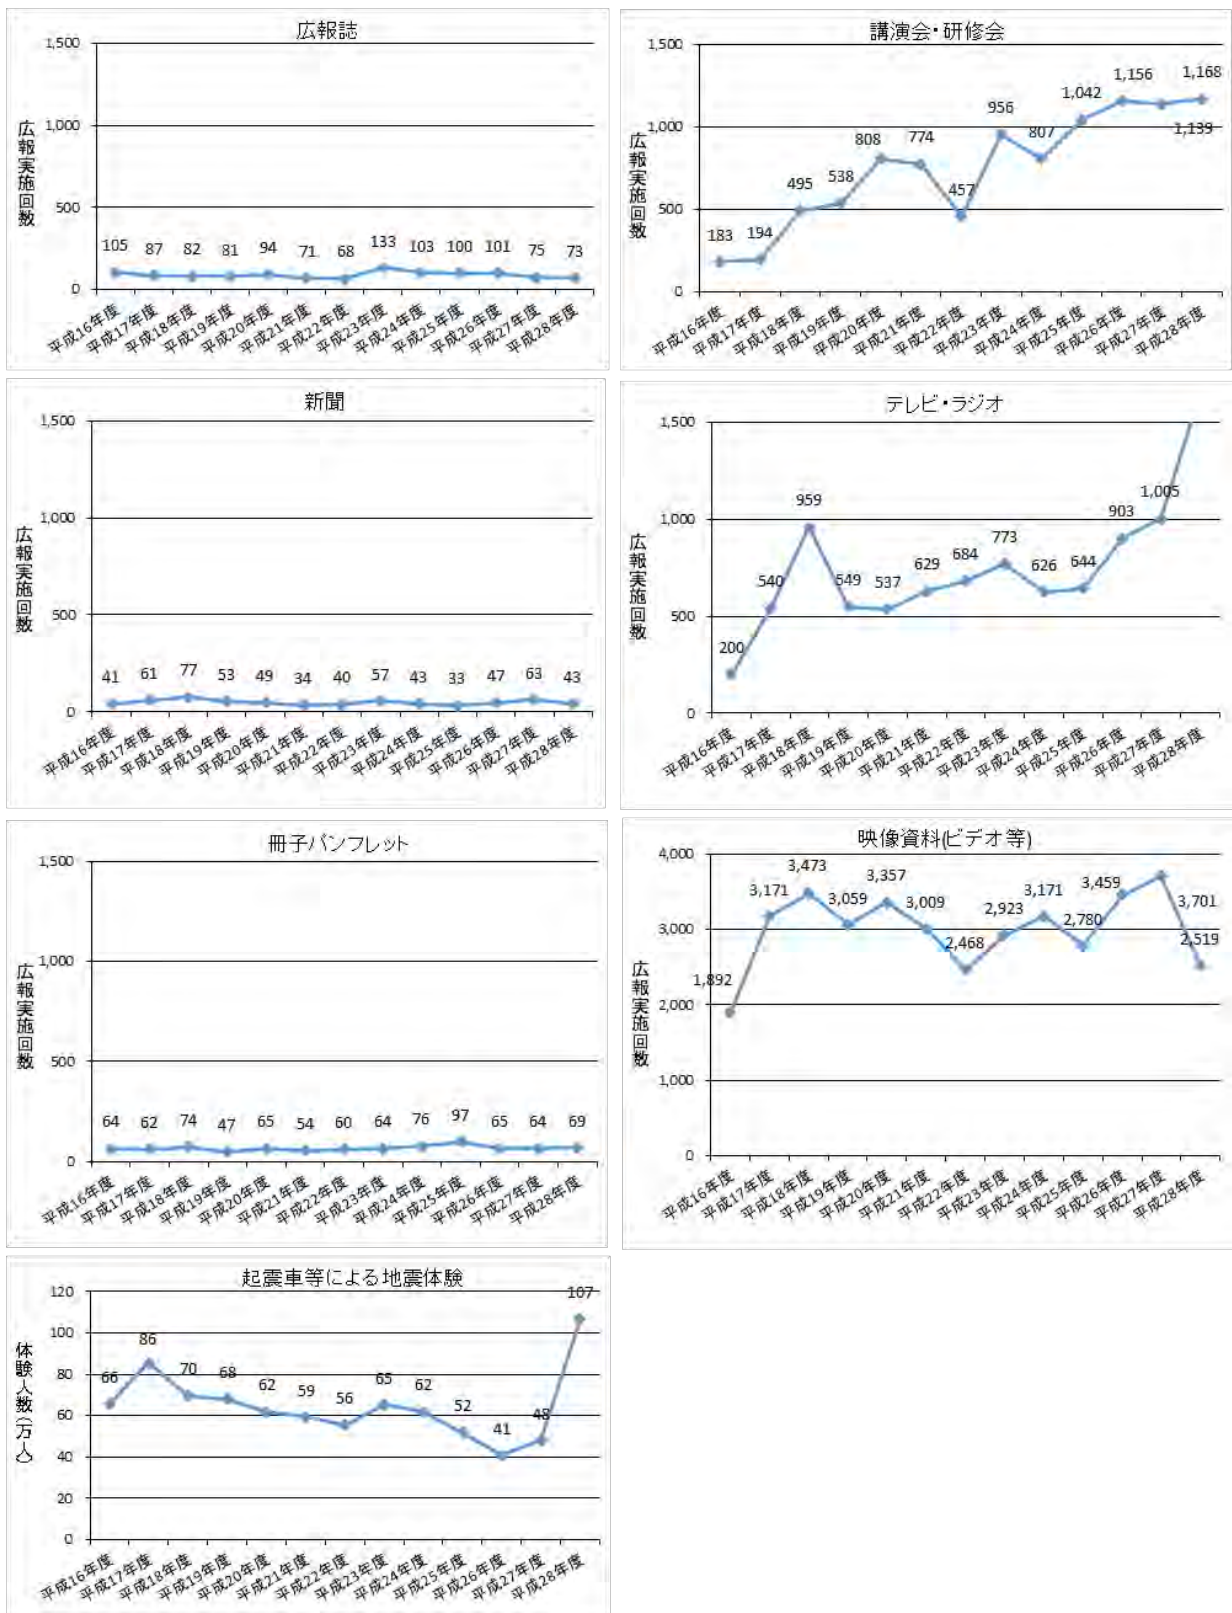 広報誌
広報実施回数
1,500
1,000
500
0
105 87 82 81 94 71 68 133 103 100 101 75 73
平成16年度 平成17年度 平成18年度 平成19年度 平成20年度 平成21年度 平成22年度 平成23年度 平成24年度 平成25年度 平成26年度 平成27年度 平成28年度
講演会・研修会
広報実施回数
1,500
1,000
500
0
183 194 495 538 808 774 457 956 807 1,042 1,156 1,139 1,168
平成16年度 平成17年度 平成18年度 平成19年度 平成20年度 平成21年度 平成22年度 平成23年度 平成24年度 平成25年度 平成26年度 平成27年度 平成28年度
新聞
広報実施回数
1,500
1,000
500
0
41 61 77 53 49 34 40 57 43 33 47 63 43
平成16年度 平成17年度 平成18年度 平成19年度 平成20年度 平成21年度 平成22年度 平成23年度 平成24年度 平成25年度 平成26年度 平成27年度 平成28年度
テレビ・ラジオ
広報実施回数
1,500
1,000
500
0
200 540 959 549 537 629 684 773 626 644 903 1,005
平成16年度 平成17年度 平成18年度 平成19年度 平成20年度 平成21年度 平成22年度 平成23年度 平成24年度 平成25年度 平成26年度 平成27年度 平成28年度
冊子パンフレット
広報実施回数
1,500
1,000
500
0
64 62 74 47 65 54 60 64 76 97 65 64 69
平成16年度 平成17年度 平成18年度 平成19年度 平成20年度 平成21年度 平成22年度 平成23年度 平成24年度 平成25年度 平成26年度 平成27年度 平成28年度
映像資料(ビデオ等)
広報実施回数
4,000
3,000
2,000
1,000
0
1,892 3,171 3,473 3,059 3,357 3,009 2,468 2,923 3,171 2,780 3,459 3,701 2,519
平成16年度 平成17年度 平成18年度 平成19年度 平成20年度 平成21年度 平成22年度 平成23年度 平成24年度 平成25年度 平成26年度 平成27年度 平成28年度
起震車等による地震体験
体験人数(万人)
120
100
80
60
40
20
0
66 86 70 68 62 59 56 65 62 52 41 48 107
平成16年度 平成17年度 平成18年度 平成19年度 平成20年度 平成21年度 平成22年度 平成23年度 平成24年度 平成25年度 平成26年度 平成27年度 平成28年度